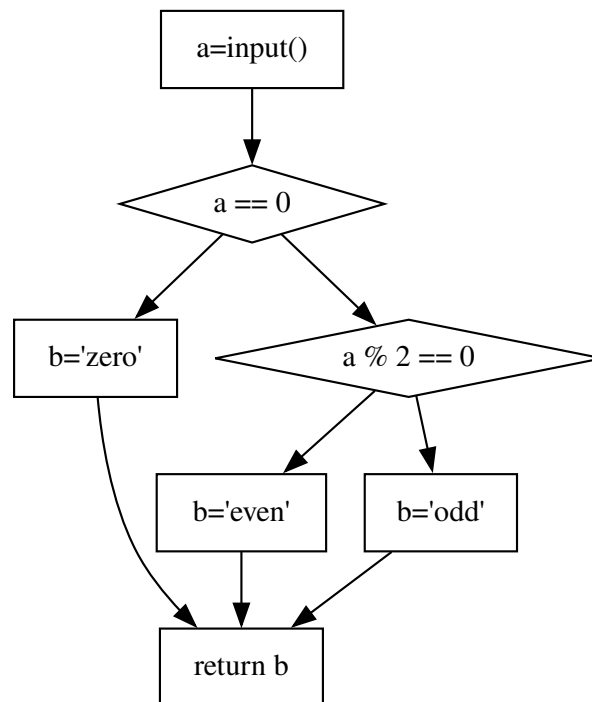 a=input()
a == 0
b='zero'
a % 2 == 0
b='even'
b='odd'
return b